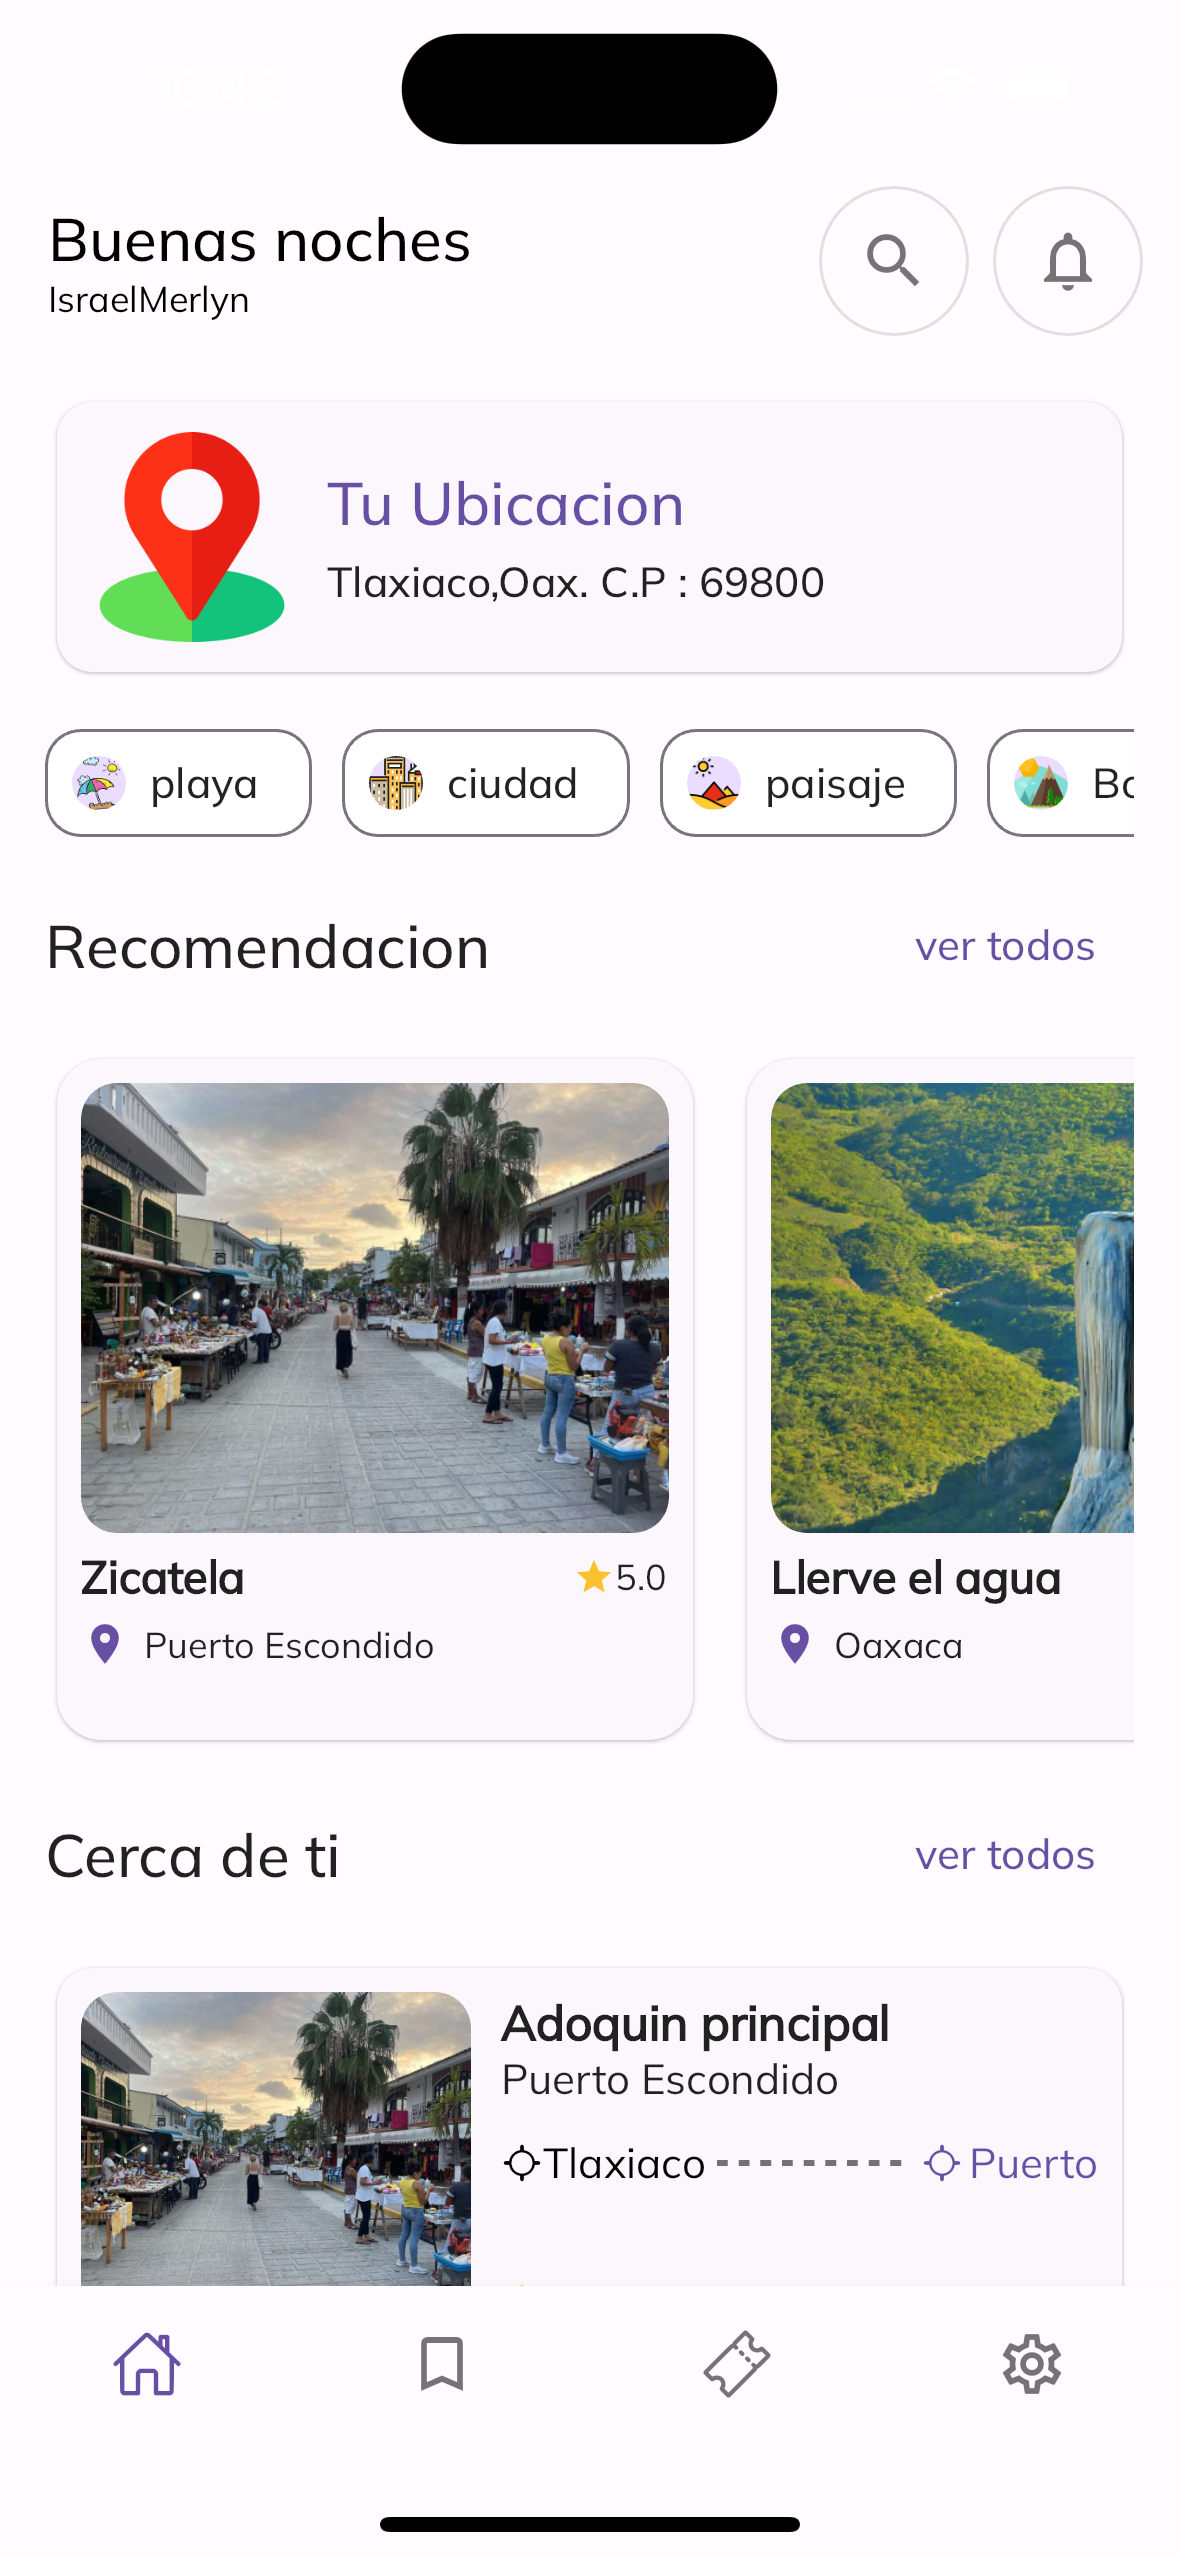 Buenas noches
IsraelMerlyn
Tu Ubicacion
Tlaxiaco,Oax. C.P : 69800
playa
ciudad
paisaje
Recomendacion
ver todos
Zicatela
5.0
Puerto Escondido
Llerve el agua
Oaxaca
Cerca de ti
ver todos
Adoquin principal
Puerto Escondido
Tlaxiaco
Puerto